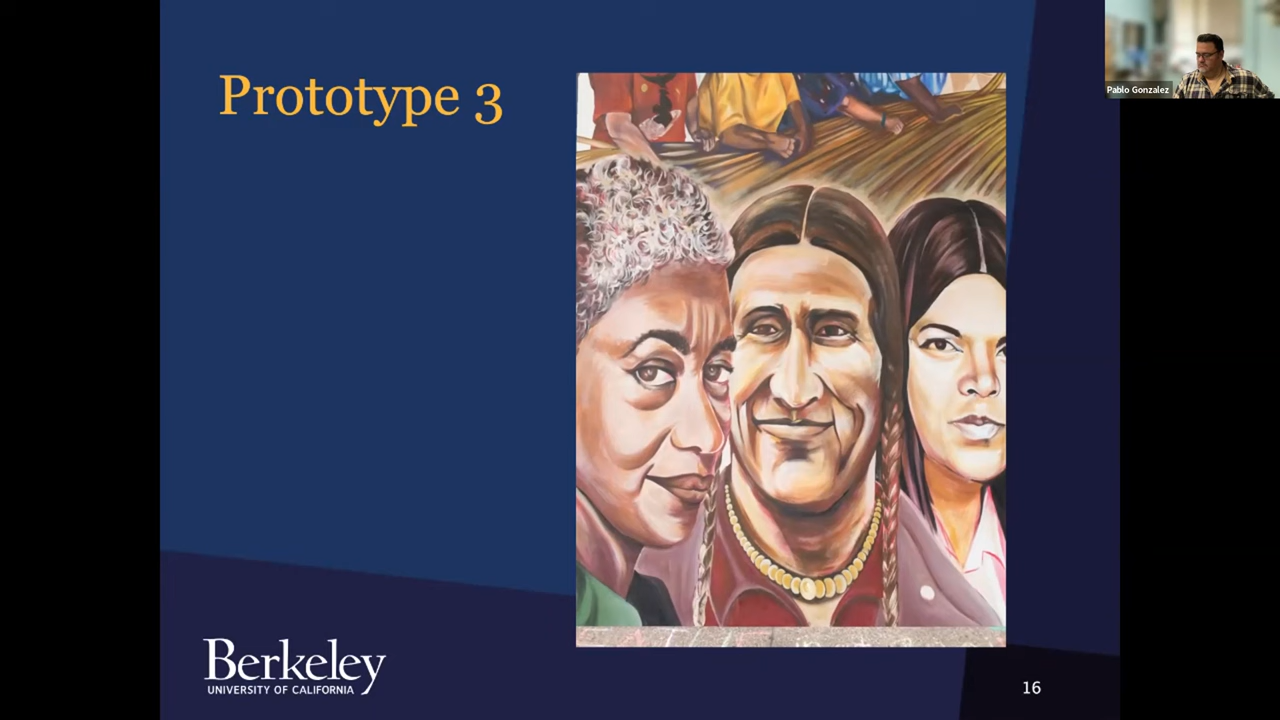 Prototype 3
Pablo Gonzalez
Berkeley
UNIVERSITY OF CALIFORNIA
16